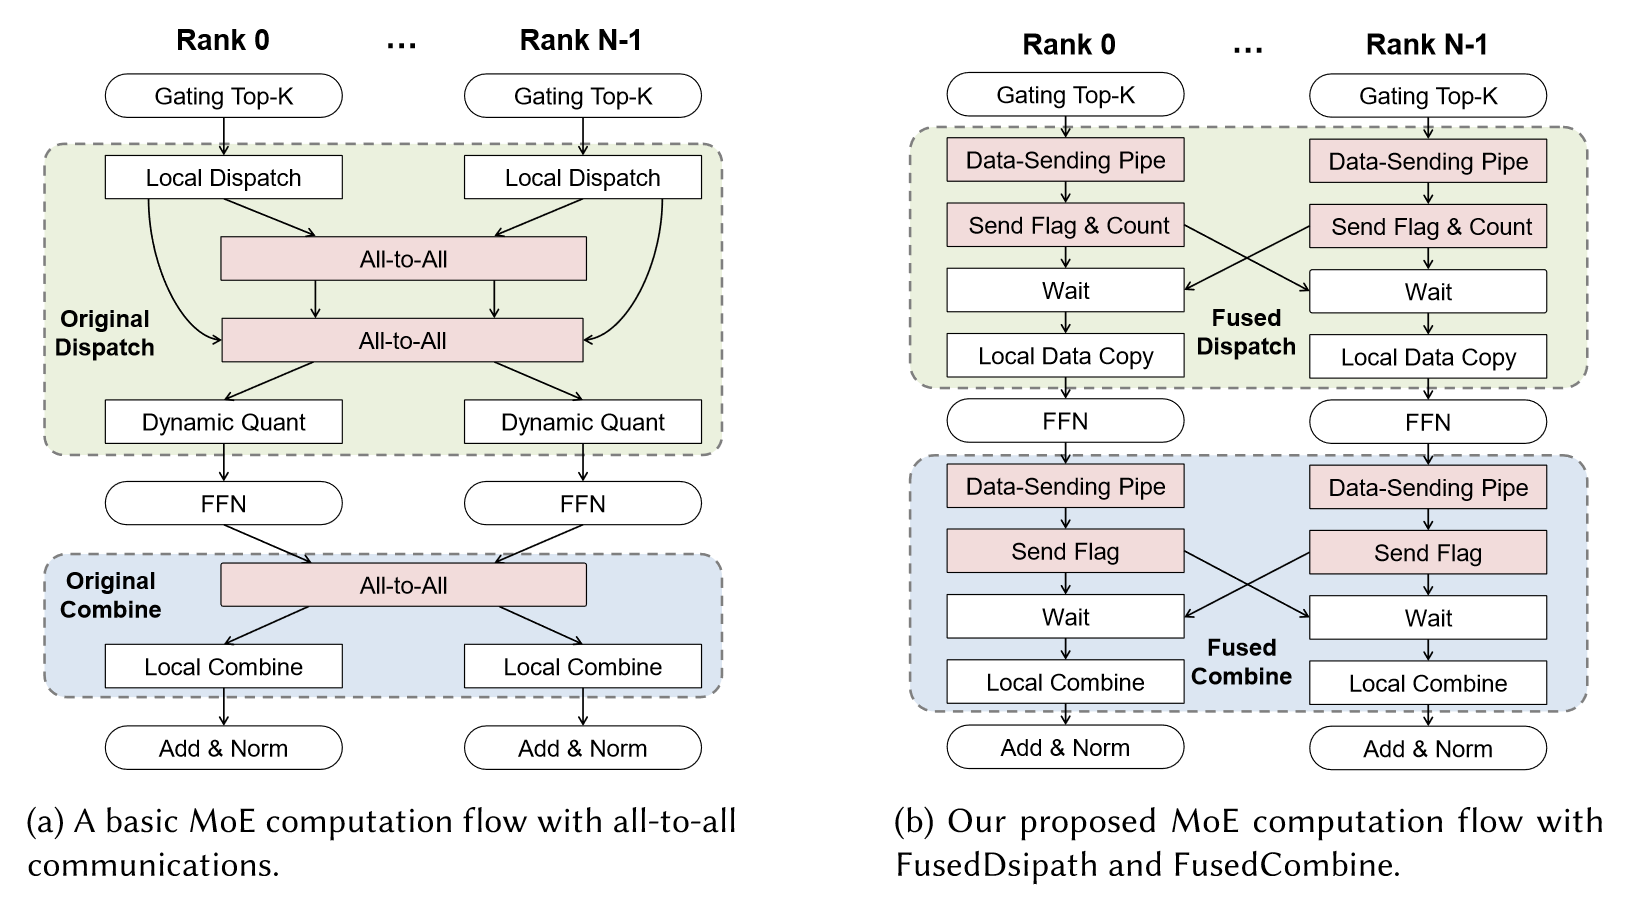 Rank 0 ... Rank N-1
Gating Top-K Gating Top-K
Local Dispatch Local Dispatch
All-to-All
Original
Dispatch
All-to-All
Dynamic Quant Dynamic Quant
FFN FFN
Original
Combine
All-to-All
Local Combine Local Combine
Add & Norm Add & Norm
(a) A basic MoE computation flow with all-to-all
communications.
Rank 0 ... Rank N-1
Gating Top-K Gating Top-K
Data-Sending Pipe Data-Sending Pipe
Send Flag & Count Send Flag & Count
Wait Wait
Fused
Dispatch
Local Data Copy Local Data Copy
FFN FFN
Data-Sending Pipe Data-Sending Pipe
Send Flag Send Flag
Wait Wait
Fused
Combine
Local Combine Local Combine
Add & Norm Add & Norm
(b) Our proposed MoE computation flow with
FusedDsipath and FusedCombine.